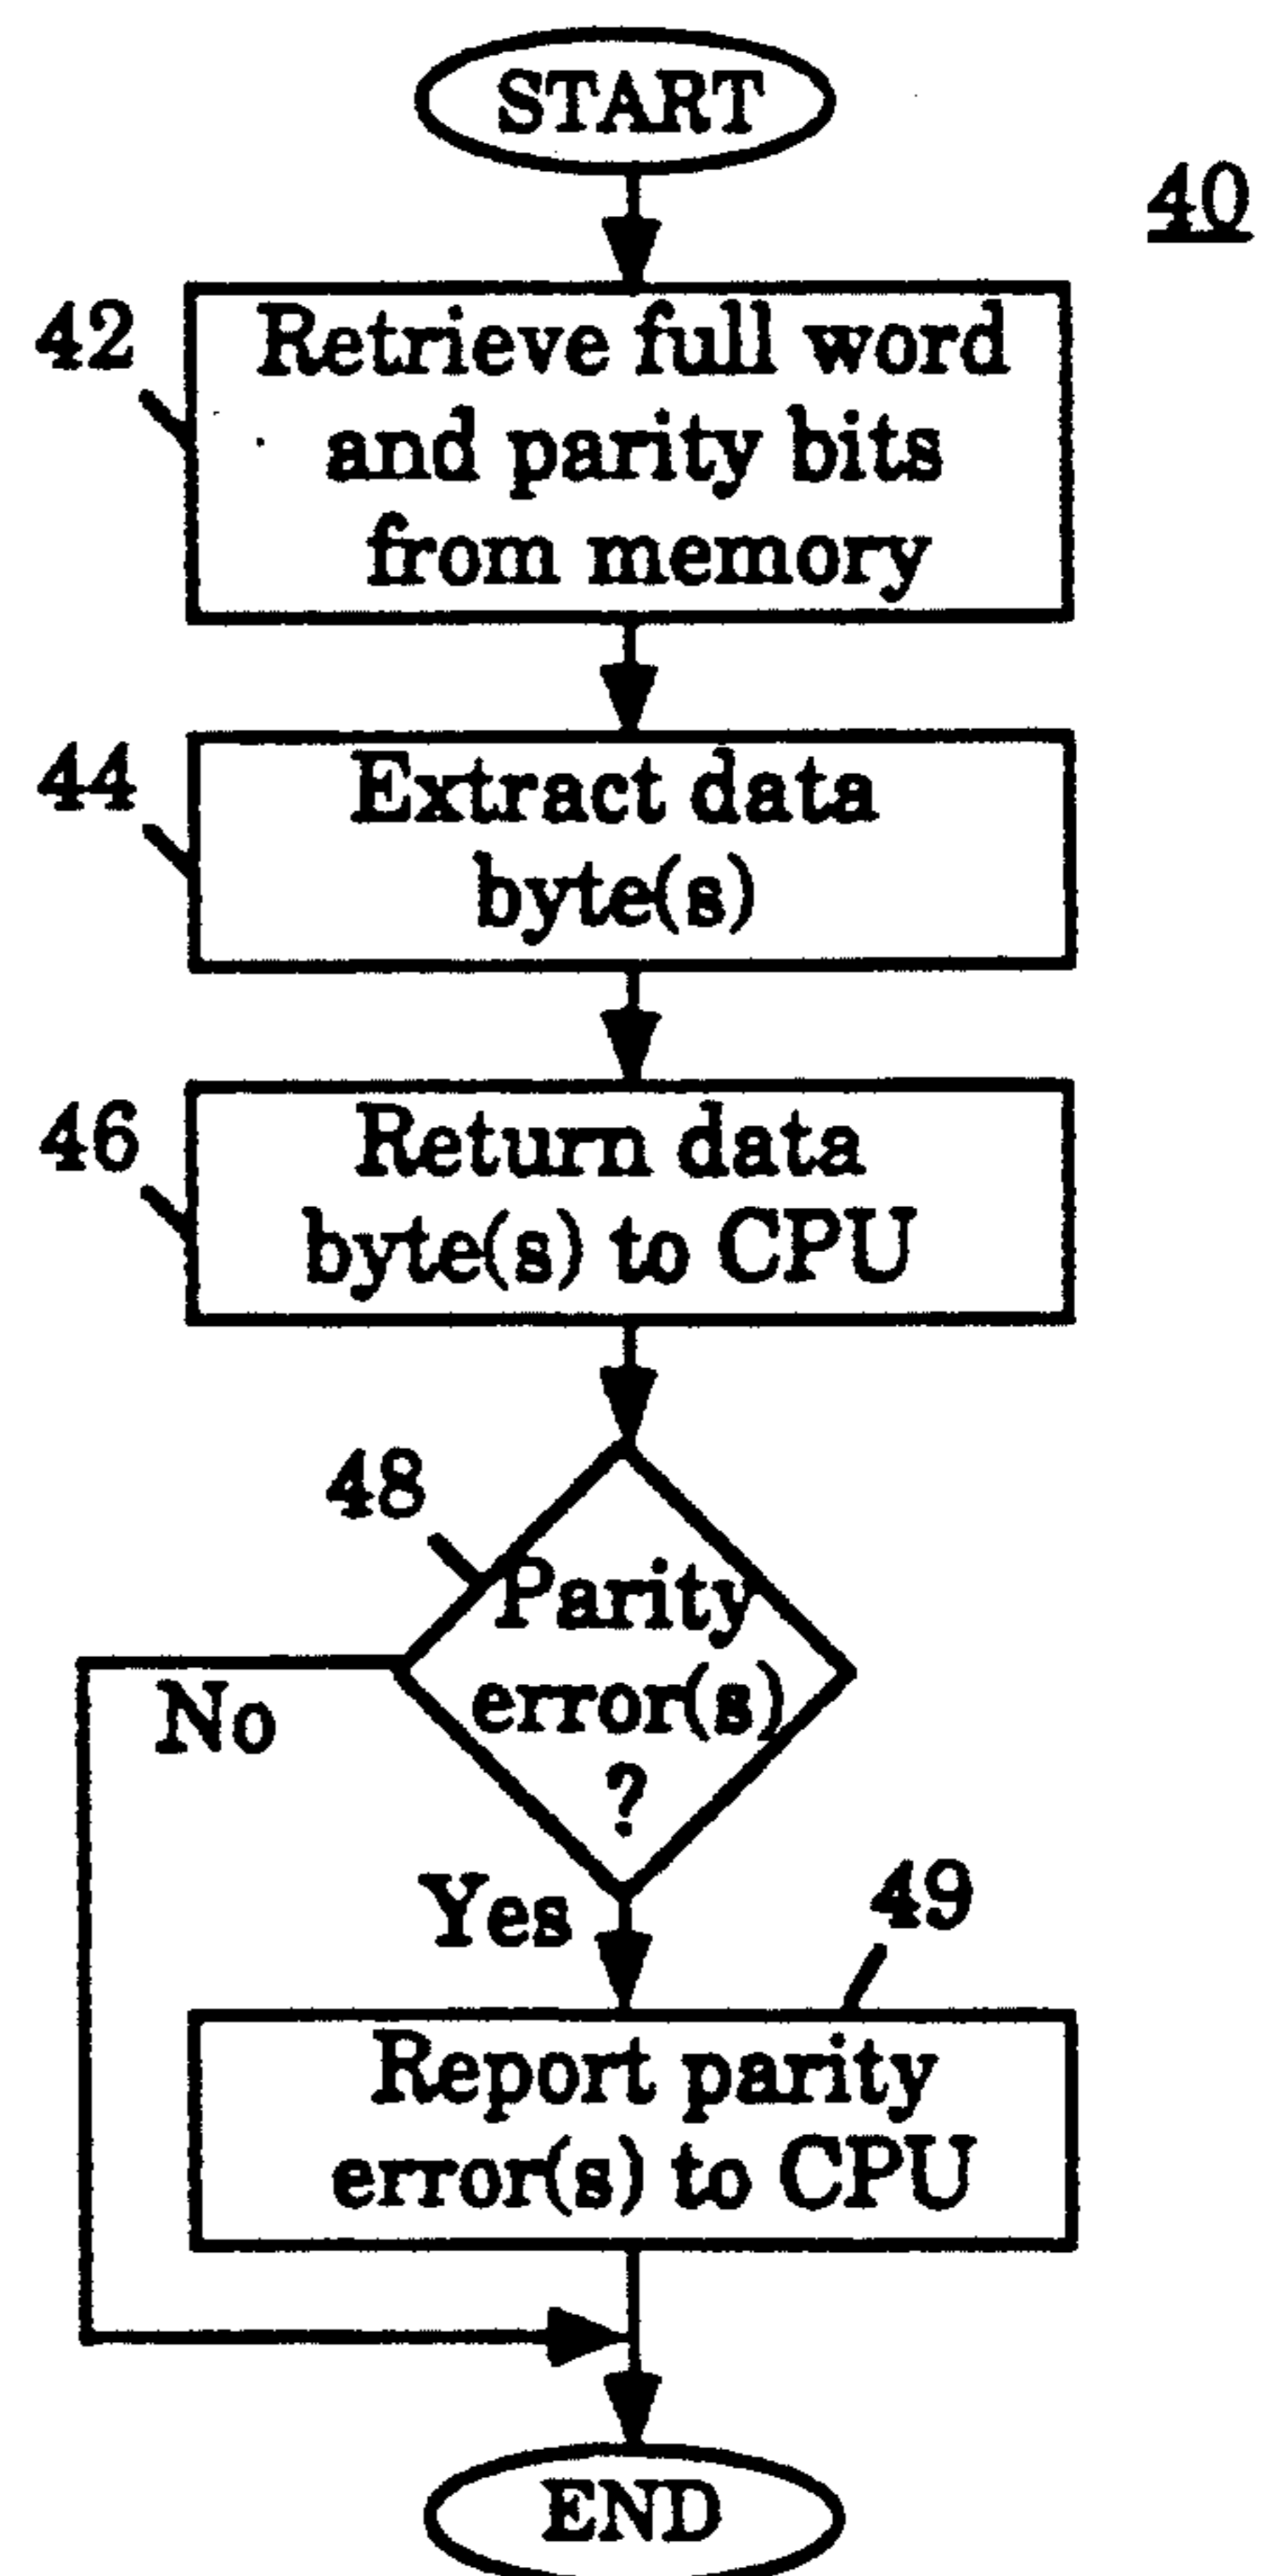 START
40
42
Retrieve full word
and parity bits
from memory
44
Extract data
byte(s)
46
Return data
byte(s) to CPU
48
Parity
error(s)
?
No
Yes
49
Report parity
error(s) to CPU
END